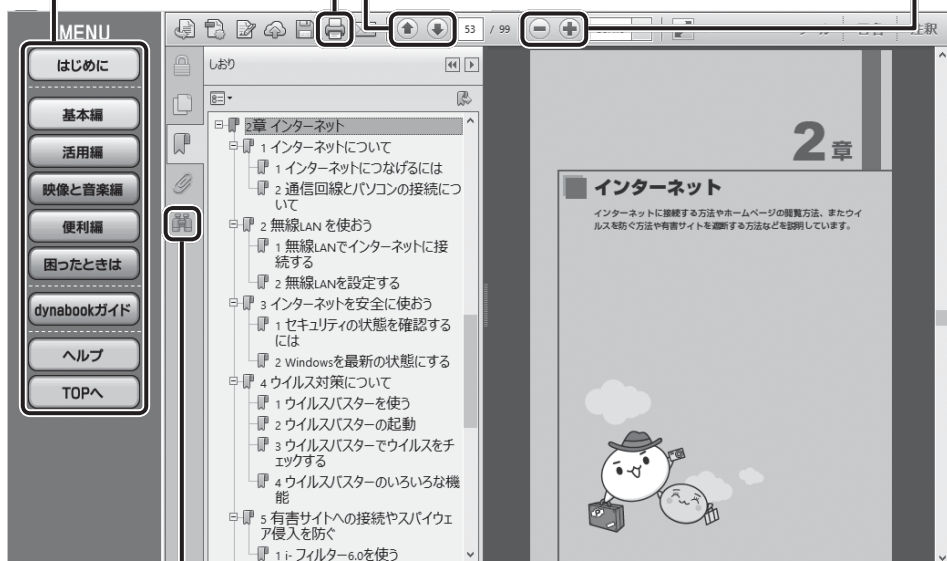 MENU
はじめに
基本編
活用編
映像と音楽編
便利編
困ったときは
dynabookガイド
ヘルプ
TOPへ
53 / 99
注釈
しおり
2章 インターネット
1 インターネットについて
1 インターネットにつなげるには
2 通信回線とパソコンの接続につ
いて
2 無線LAN を使おう
1 無線LANでインターネットに接
続する
2 無線LANを設定する
3 インターネットを安全に使おう
1 セキュリティの状態を確認する
には
2 Windowsを最新の状態にする
4 ウイルス対策について
1 ウイルスバスターを使う
2 ウイルスバスターの起動
3 ウイルスバスターでウイルスをチ
ェックする
4 ウイルスバスターのいろいろな機
能
5 有害サイトへの接続やスパイウェ
ア侵入を防ぐ
1 i- フィルター6.0を使う
2章
インターネット
インターネットに接続する方法やホームページの閲覧方法、またウイ
ルスを防ぐ方法や有害サイトを遮断する方法などを説明しています。